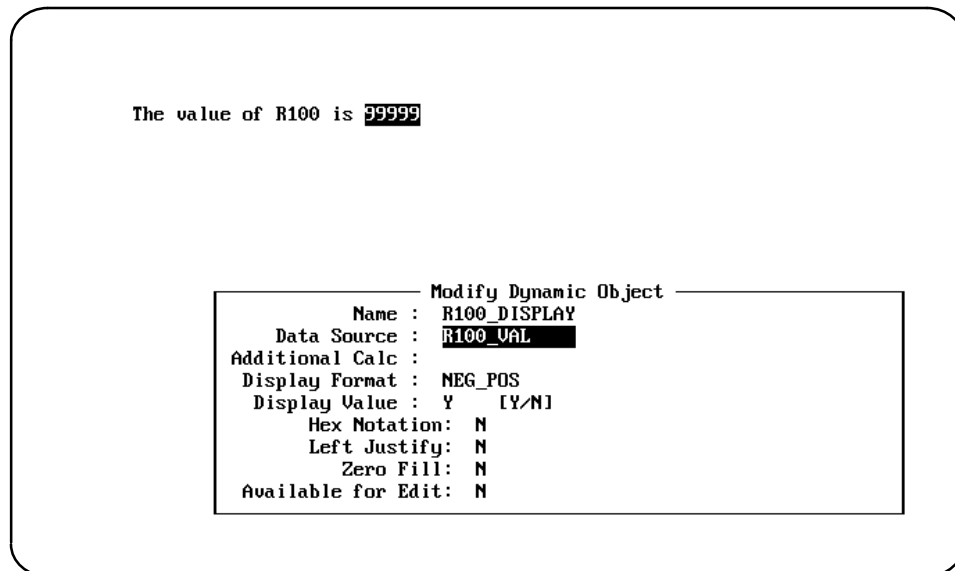 The value of R100 is 99999
Modify Dynamic Object
Name : R100_DISPLAY
Data Source : R100_VAL
Additional Calc :
Display Format : NEG_POS
Display Value : Y [Y/N]
Hex Notation: N
Left Justify: N
Zero Fill: N
Available for Edit: N